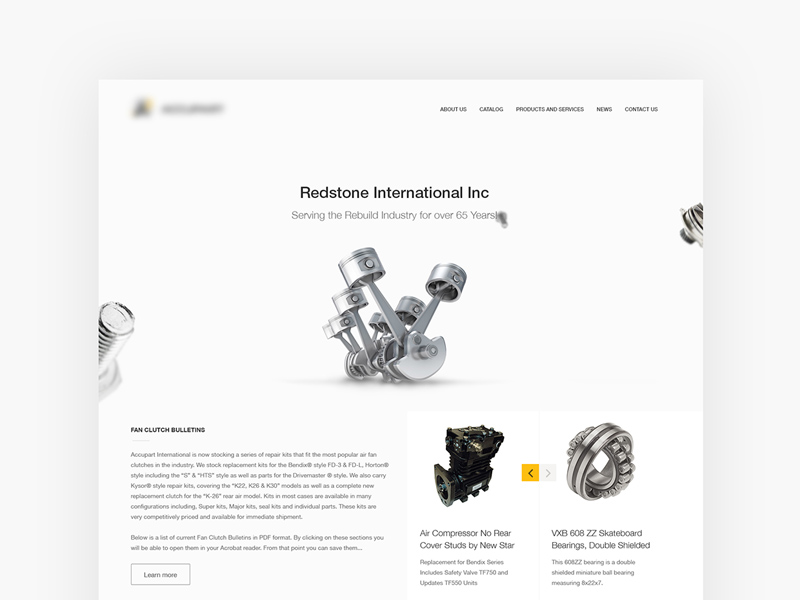 ABOUT US CATALOG PRODUCTS AND SERVICES NEWS CONTACT US
Redstone International Inc
Serving the Rebuild Industry for over 65 Years!
FAN CLUTCH BULLETINS
Accupart International is now stocking a series of repair kits that fit the most popular air fan
clutches in the industry. We stock replacement kits for the Bendix® style FD-3 & FD-L, Horton®
style including the "S" & "HTS" style as well as parts for the Drivemaster ® style. We also carry
Kysor® style repair kits, covering the "K22, K26 & K30" models as well as a complete new
replacement clutch for the "K-26" rear air model. Kits in most cases are available in many
configurations including, Super kits, Major kits, seal kits and individual parts. These kits are
very competitively priced and available for immediate shipment.
Below is a list of current Fan Clutch Bulletins in PDF format. By clicking on these sections you
will be able to open them in your Acrobat reader. From that point you can save them...
Learn more
Air Compressor No Rear
Cover Studs by New Star
Replacement for Bendix Series
Includes Safety Valve TF750 and
Updates TF550 Units
VXB 608 ZZ Skateboard
Bearings, Double Shielded
This 608ZZ bearing is a double
shielded miniature ball bearing
measuring 8x22x7.